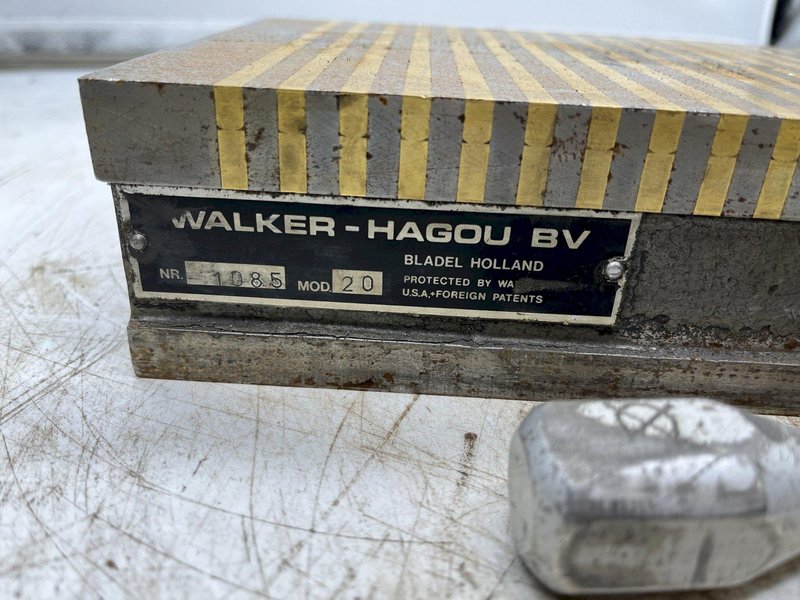 WALKER-HAGOU BV
BLADEL HOLLAND
NR. 1085 MOD. 20
PROTECTED BY
U.S.A.+FOREIGN PATENTS